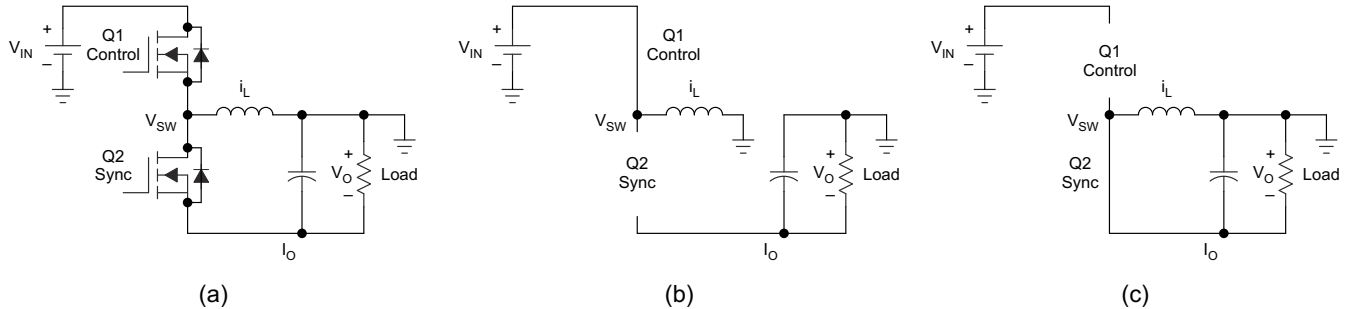 +
V_IN
–
Q1
Control
i_L
V_SW
Q2
Sync
+
V_O
–
Load
I_O
(a)
+
V_IN
–
Q1
Control
i_L
V_SW
Q2
Sync
+
V_O
–
Load
I_O
(b)
+
V_IN
–
Q1
Control
i_L
V_SW
Q2
Sync
+
V_O
–
Load
I_O
(c)